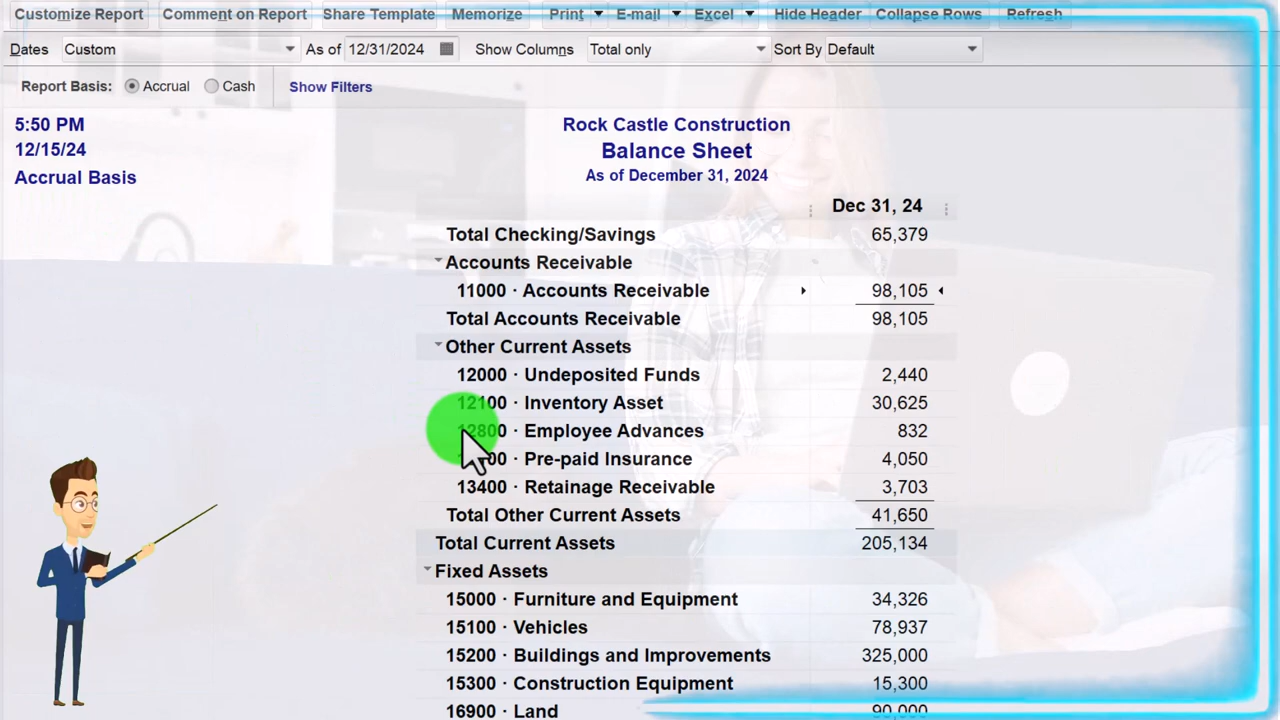 Customize Report Comment on Report Share Template Memorize Print E-mail Excel Hide Header Collapse Rows Refresh
Dates Custom As of 12/31/2024 Show Columns Total only Sort By Default
Report Basis: Accrual Cash Show Filters
5:50 PM
12/15/24
Accrual Basis
Rock Castle Construction
Balance Sheet
As of December 31, 2024
Dec 31, 24
Total Checking/Savings 65,379
Accounts Receivable
11000 · Accounts Receivable 98,105
Total Accounts Receivable 98,105
Other Current Assets
12000 · Undeposited Funds 2,440
12100 · Inventory Asset 30,625
12800 · Employee Advances 832
· Pre-paid Insurance 4,050
13400 · Retainage Receivable 3,703
Total Other Current Assets 41,650
Total Current Assets 205,134
Fixed Assets
15000 · Furniture and Equipment 34,326
15100 · Vehicles 78,937
15200 · Buildings and Improvements 325,000
15300 · Construction Equipment 15,300
16900 · Land 90,000